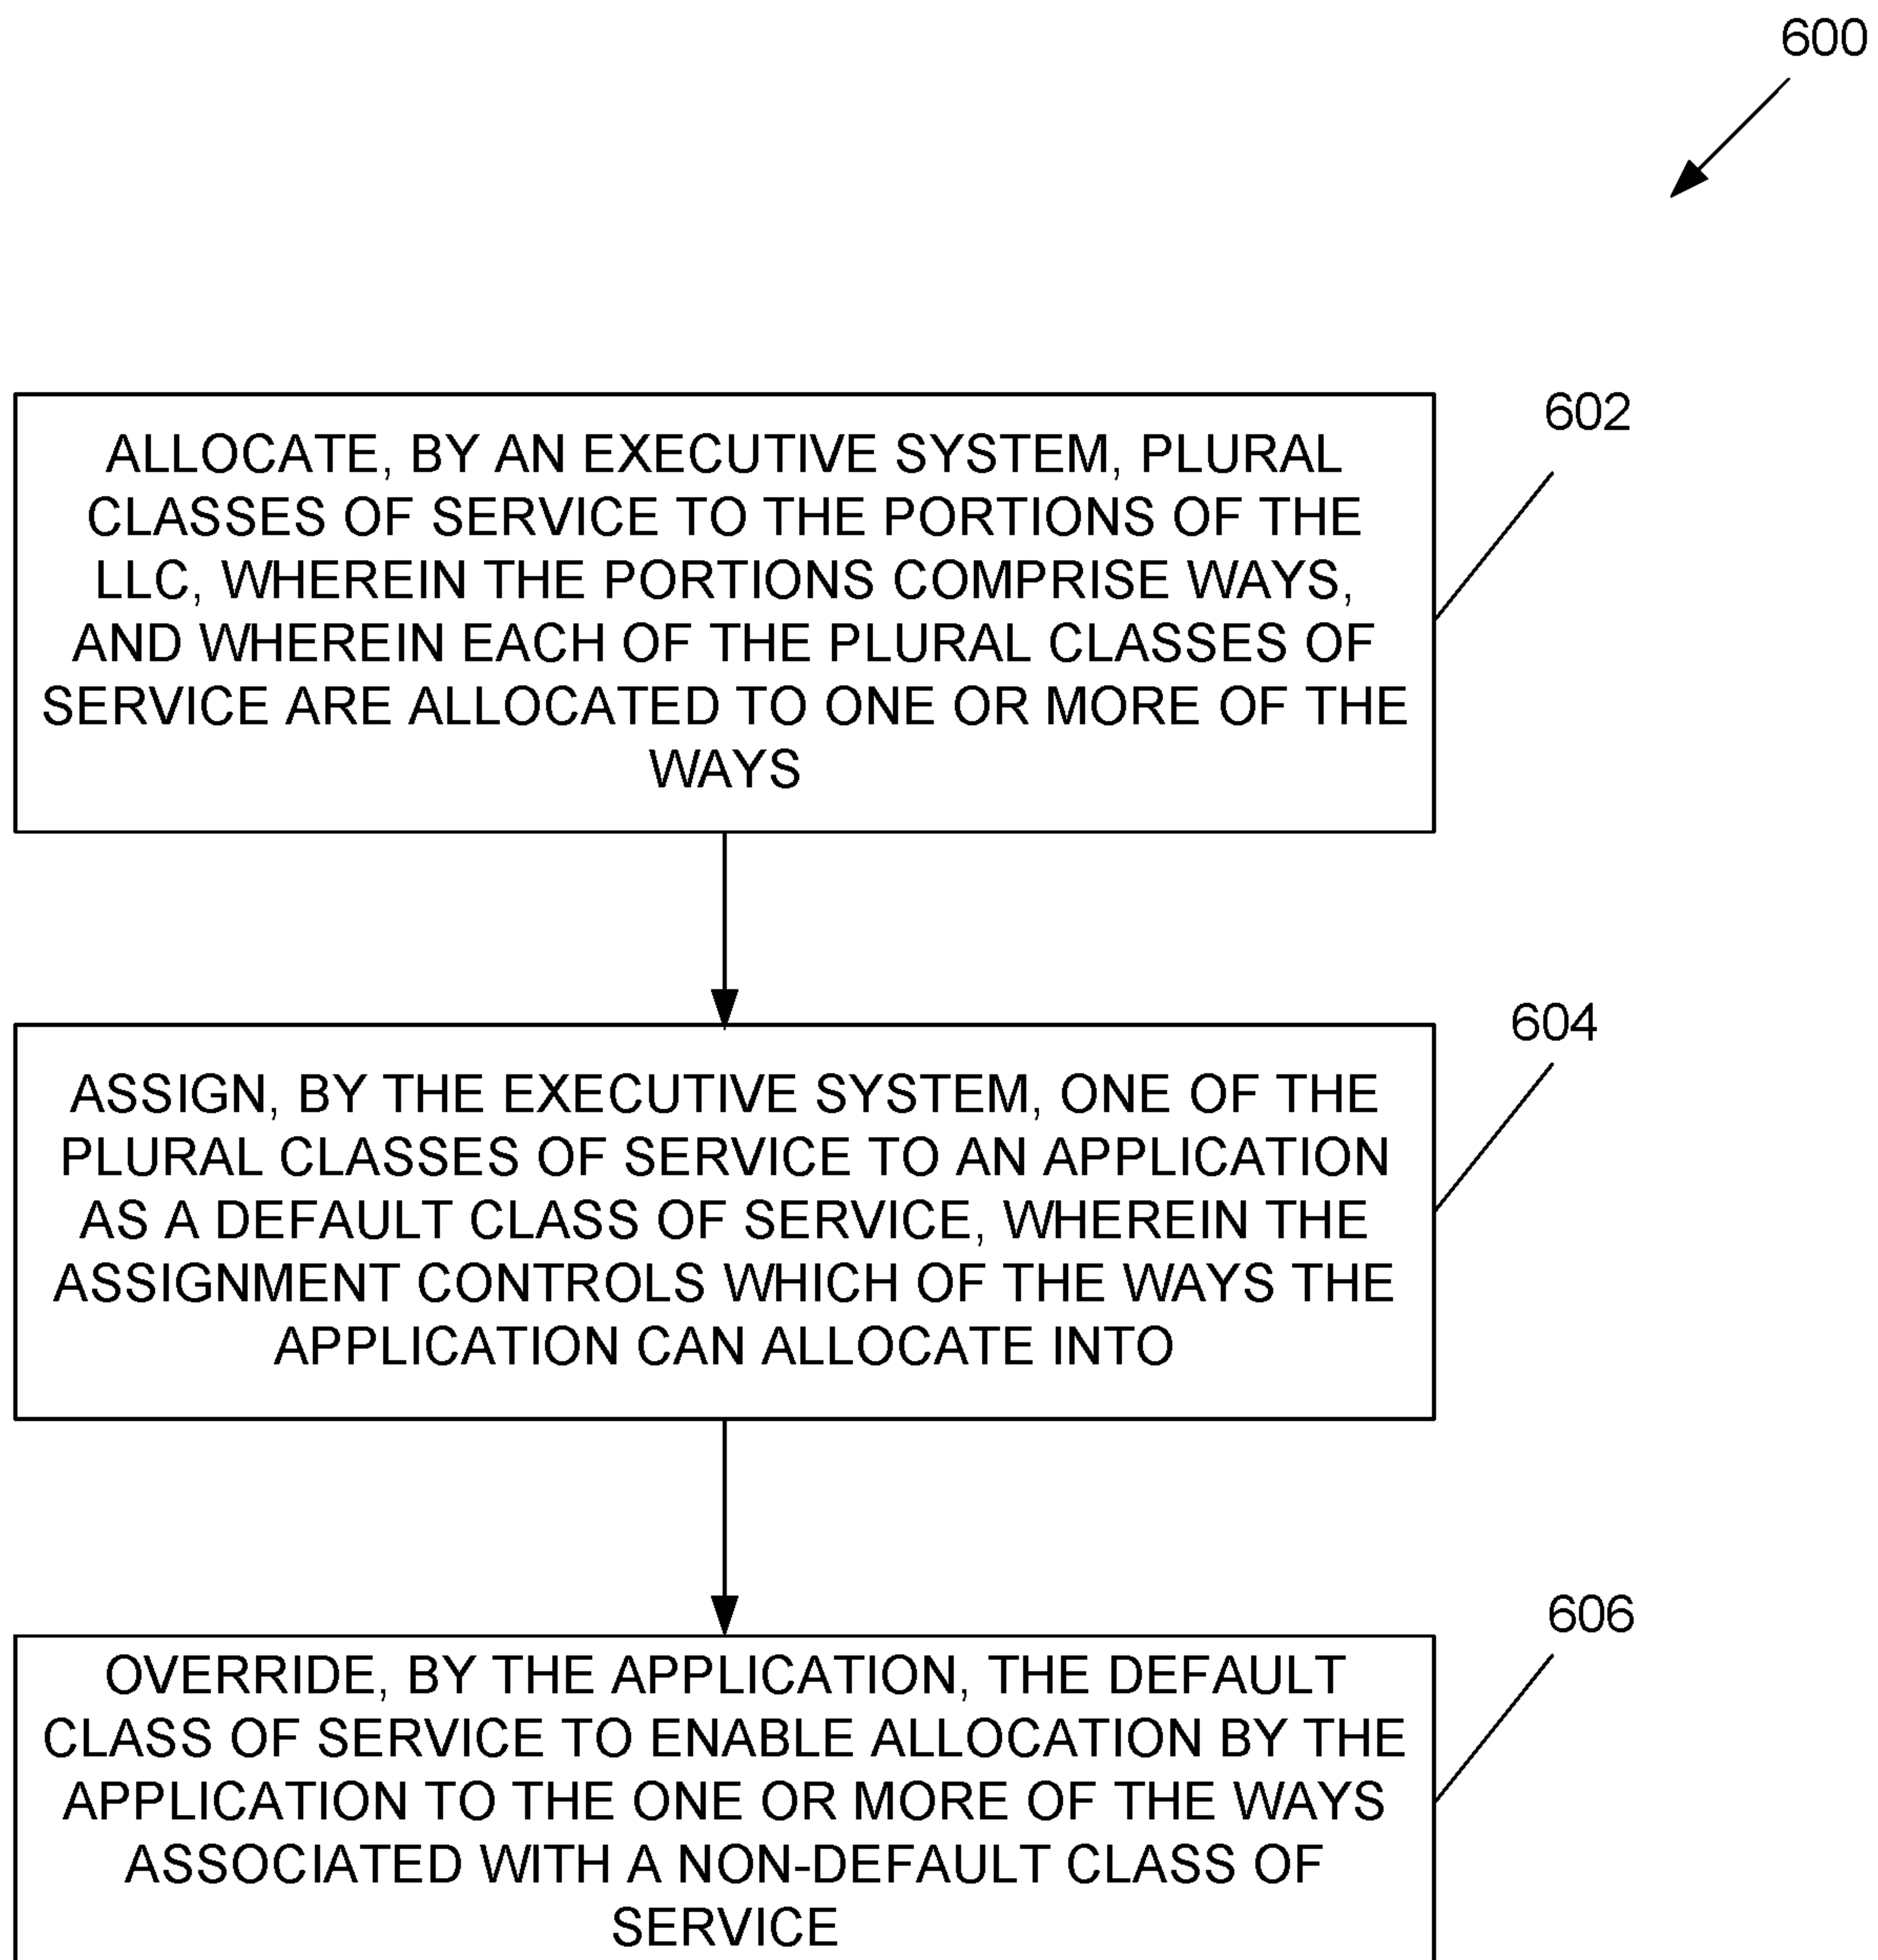 600
602
ALLOCATE, BY AN EXECUTIVE SYSTEM, PLURAL
CLASSES OF SERVICE TO THE PORTIONS OF THE
LLC, WHEREIN THE PORTIONS COMPRISE WAYS,
AND WHEREIN EACH OF THE PLURAL CLASSES OF
SERVICE ARE ALLOCATED TO ONE OR MORE OF THE
WAYS
604
ASSIGN, BY THE EXECUTIVE SYSTEM, ONE OF THE
PLURAL CLASSES OF SERVICE TO AN APPLICATION
AS A DEFAULT CLASS OF SERVICE, WHEREIN THE
ASSIGNMENT CONTROLS WHICH OF THE WAYS THE
APPLICATION CAN ALLOCATE INTO
606
OVERRIDE, BY THE APPLICATION, THE DEFAULT
CLASS OF SERVICE TO ENABLE ALLOCATION BY THE
APPLICATION TO THE ONE OR MORE OF THE WAYS
ASSOCIATED WITH A NON-DEFAULT CLASS OF
SERVICE